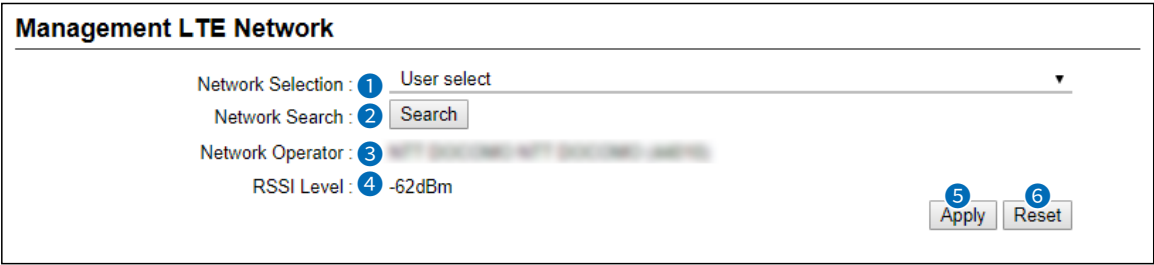 Management LTE Network
Network Selection : 1 User select ▼
Network Search : 2 Search
Network Operator : 3
RSSI Level : 4 -62dBm
5 6
Apply Reset